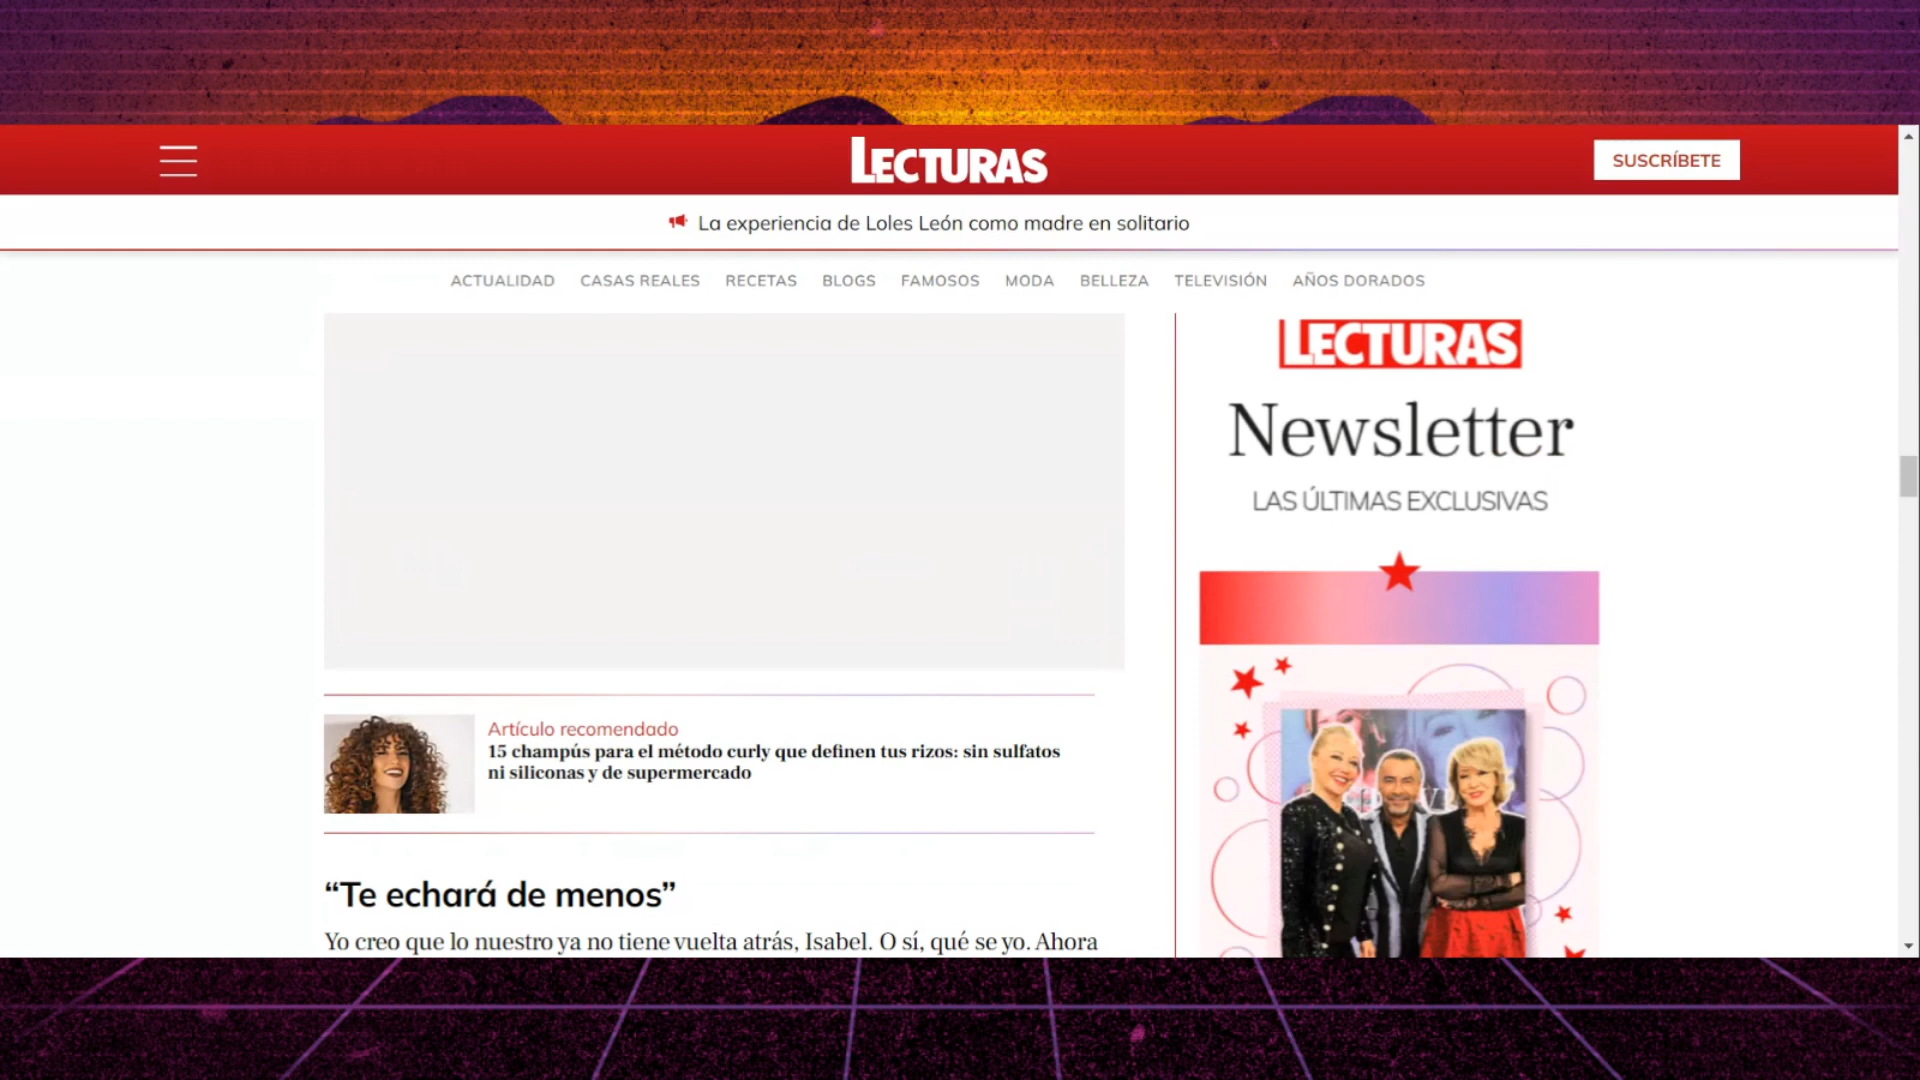 LECTURAS
SUSCRÍBETE
La experiencia de Loles León como madre en solitario
ACTUALIDAD CASAS REALES RECETAS BLOGS FAMOSOS MODA BELLEZA TELEVISIÓN AÑOS DORADOS
LECTURAS
Newsletter
LAS ÚLTIMAS EXCLUSIVAS
Artículo recomendado
15 champús para el método curly que definen tus rizos: sin sulfatos
ni siliconas y de supermercado
“Te echará de menos”
Yo creo que lo nuestro ya no tiene vuelta atrás, Isabel. O sí, qué se yo. Ahora